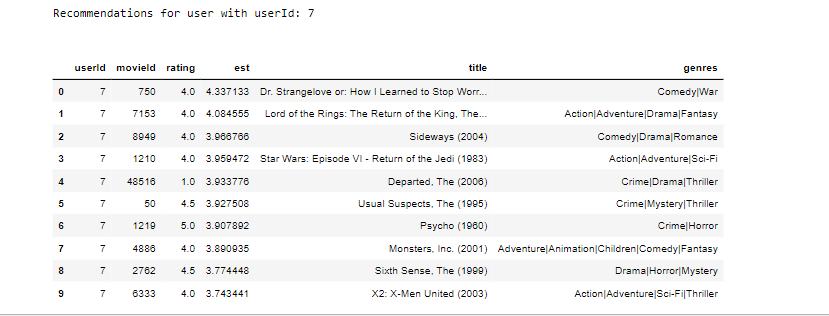 Recommendations for user with userId: 7
userId movieId rating est title genres
0 7 750 4.0 4.337133 Dr. Strangelove or: How I Learned to Stop Worr... Comedy|War
1 7 7153 4.0 4.084555 Lord of the Rings: The Return of the King, The... Action|Adventure|Drama|Fantasy
2 7 8949 4.0 3.966766 Sideways (2004) Comedy|Drama|Romance
3 7 1210 4.0 3.959472 Star Wars: Episode VI - Return of the Jedi (1983) Action|Adventure|Sci-Fi
4 7 48516 1.0 3.933776 Departed, The (2006) Crime|Drama|Thriller
5 7 50 4.5 3.927508 Usual Suspects, The (1995) Crime|Mystery|Thriller
6 7 1219 5.0 3.907892 Psycho (1960) Crime|Horror
7 7 4886 4.0 3.890935 Monsters, Inc. (2001) Adventure|Animation|Children|Comedy|Fantasy
8 7 2762 4.5 3.774448 Sixth Sense, The (1999) Drama|Horror|Mystery
9 7 6333 4.0 3.743441 X2: X-Men United (2003) Action|Adventure|Sci-Fi|Thriller